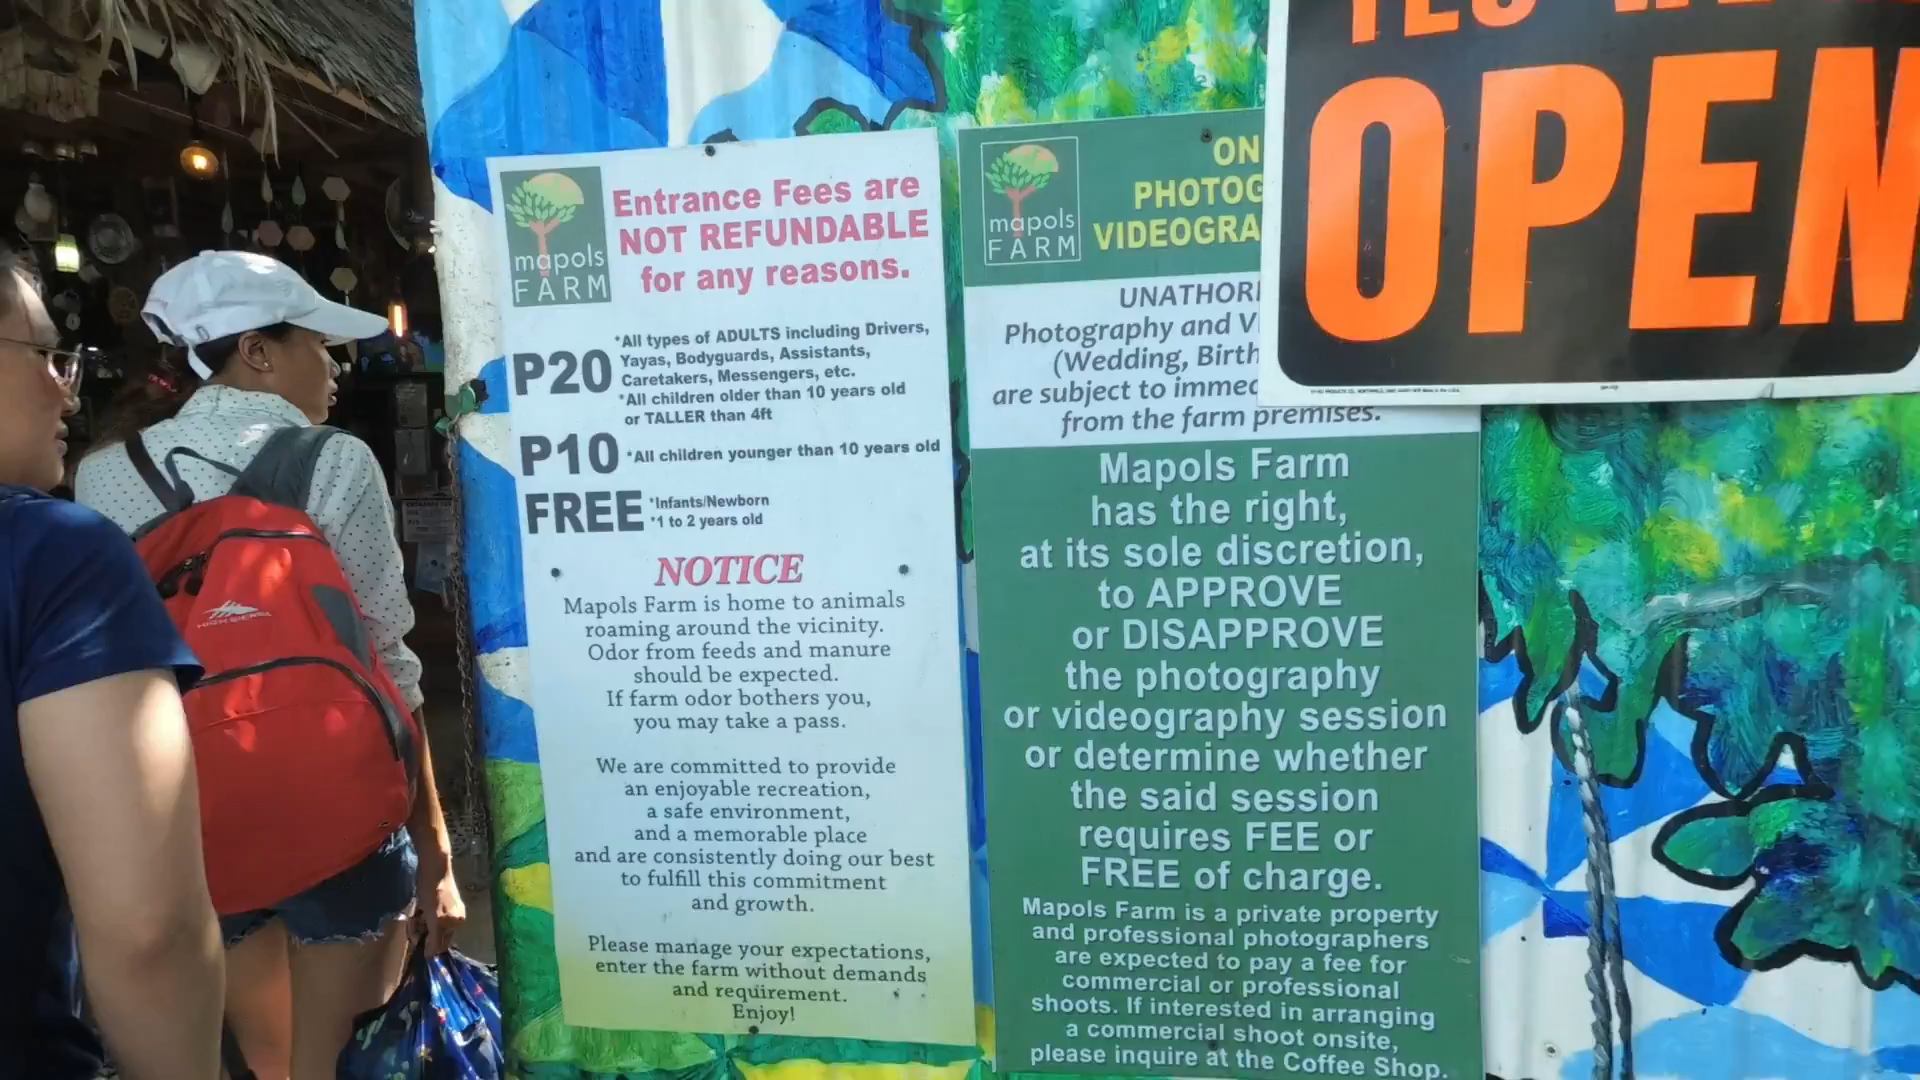 mapols
FARM
Entrance Fees are
NOT REFUNDABLE
for any reasons.
P20
*All types of ADULTS including Drivers,
Yayas, Bodyguards, Assistants,
Caretakers, Messengers, etc.
*All children older than 10 years old
or TALLER than 4ft
P10 *All children younger than 10 years old
FREE
*Infants/Newborn
*1 to 2 years old
NOTICE
Mapols Farm is home to animals
roaming around the vicinity.
Odor from feeds and manure
should be expected.
If farm odor bothers you,
you may take a pass.
We are committed to provide
an enjoyable recreation,
a safe environment,
and a memorable place
and are consistently doing our best
to fulfill this commitment
and growth.
Please manage your expectations,
enter the farm without demands
and requirement.
Enjoy!
mapols
FARM
ON
PHOTOG
VIDEOGRA
UNATHORI
Photography and V
(Wedding, Birth
are subject to immed
from the farm premises.
Mapols Farm
has the right,
at its sole discretion,
to APPROVE
or DISAPPROVE
the photography
or videography session
or determine whether
the said session
requires FEE or
FREE of charge.
Mapols Farm is a private property
and professional photographers
are expected to pay a fee for
commercial or professional
shoots. If interested in arranging
a commercial shoot onsite,
please inquire at the Coffee Shop.
YES WE
OPEN
HIGH SIERRA